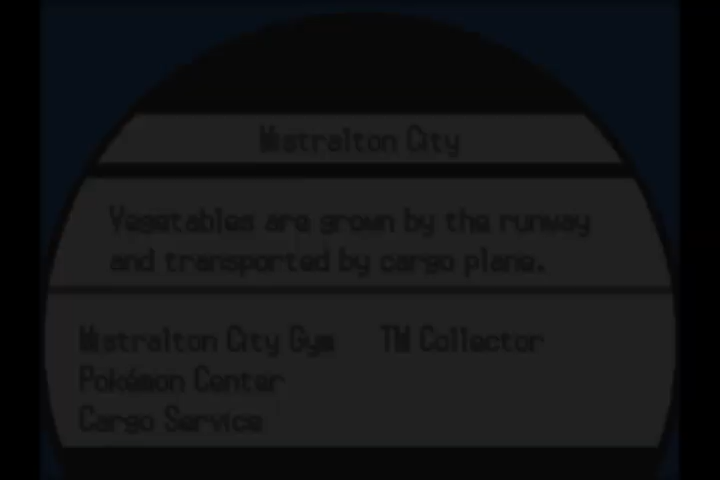 Mistralton City
Vegetables are grown by the runway
and transported by cargo plane.
Mistralton City Gym TM Collector
Pokémon Center
Cargo Service